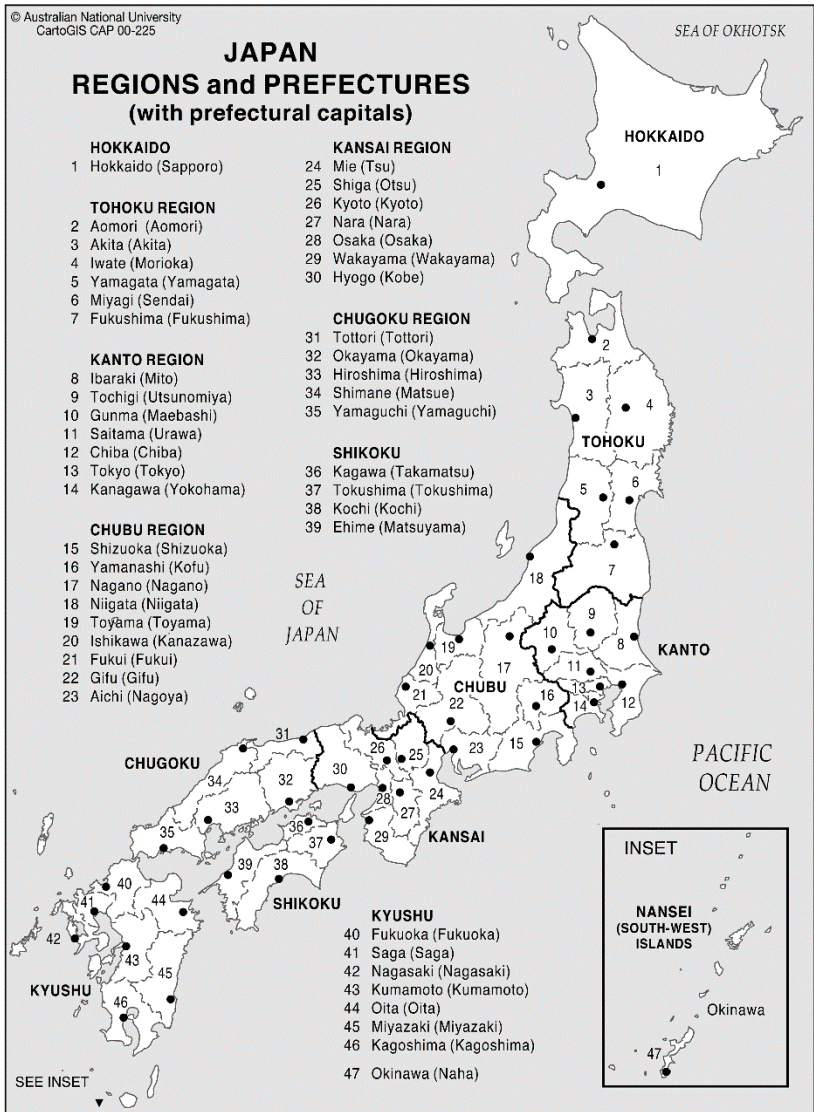 © Australian National University
CartoGIS CAP 00-225
JAPAN
REGIONS and PREFECTURES
(with prefectural capitals)
HOKKAIDO
1 Hokkaido (Sapporo)
TOHOKU REGION
2 Aomori (Aomori)
3 Akita (Akita)
4 Iwate (Morioka)
5 Yamagata (Yamagata)
6 Miyagi (Sendai)
7 Fukushima (Fukushima)
KANTO REGION
8 Ibaraki (Mito)
9 Tochigi (Utsunomiya)
10 Gunma (Maebashi)
11 Saitama (Urawa)
12 Chiba (Chiba)
13 Tokyo (Tokyo)
14 Kanagawa (Yokohama)
CHUBU REGION
15 Shizuoka (Shizuoka)
16 Yamanashi (Kofu)
17 Nagano (Nagano)
18 Niigata (Niigata)
19 Toyama (Toyama)
20 Ishikawa (Kanazawa)
21 Fukui (Fukui)
22 Gifu (Gifu)
23 Aichi (Nagoya)
KANSAI REGION
24 Mie (Tsu)
25 Shiga (Otsu)
26 Kyoto (Kyoto)
27 Nara (Nara)
28 Osaka (Osaka)
29 Wakayama (Wakayama)
30 Hyogo (Kobe)
CHUGOKU REGION
31 Tottori (Tottori)
32 Okayama (Okayama)
33 Hiroshima (Hiroshima)
34 Shimane (Matsue)
35 Yamaguchi (Yamaguchi)
SHIKOKU
36 Kagawa (Takamatsu)
37 Tokushima (Tokushima)
38 Kochi (Kochi)
39 Ehime (Matsuyama)
KYUSHU
40 Fukuoka (Fukuoka)
41 Saga (Saga)
42 Nagasaki (Nagasaki)
43 Kumamoto (Kumamoto)
44 Oita (Oita)
45 Miyazaki (Miyazaki)
46 Kagoshima (Kagoshima)
47 Okinawa (Naha)
SEA OF OKHOTSK
HOKKAIDO
1
2
3
4
TOHOKU
5
6
7
18
SEA
OF
JAPAN
9
10
8
KANTO
19
17
11
20
21
CHUBU
13
16
14
12
22
31
23
15
PACIFIC
OCEAN
CHUGOKU
26
25
34
30
32
24
28
33
27
36
35
37
29
KANSAI
39
38
40
SHIKOKU
41
44
42
43
45
KYUSHU
46
SEE INSET
INSET
NANSEI
(SOUTH-WEST)
ISLANDS
Okinawa
47